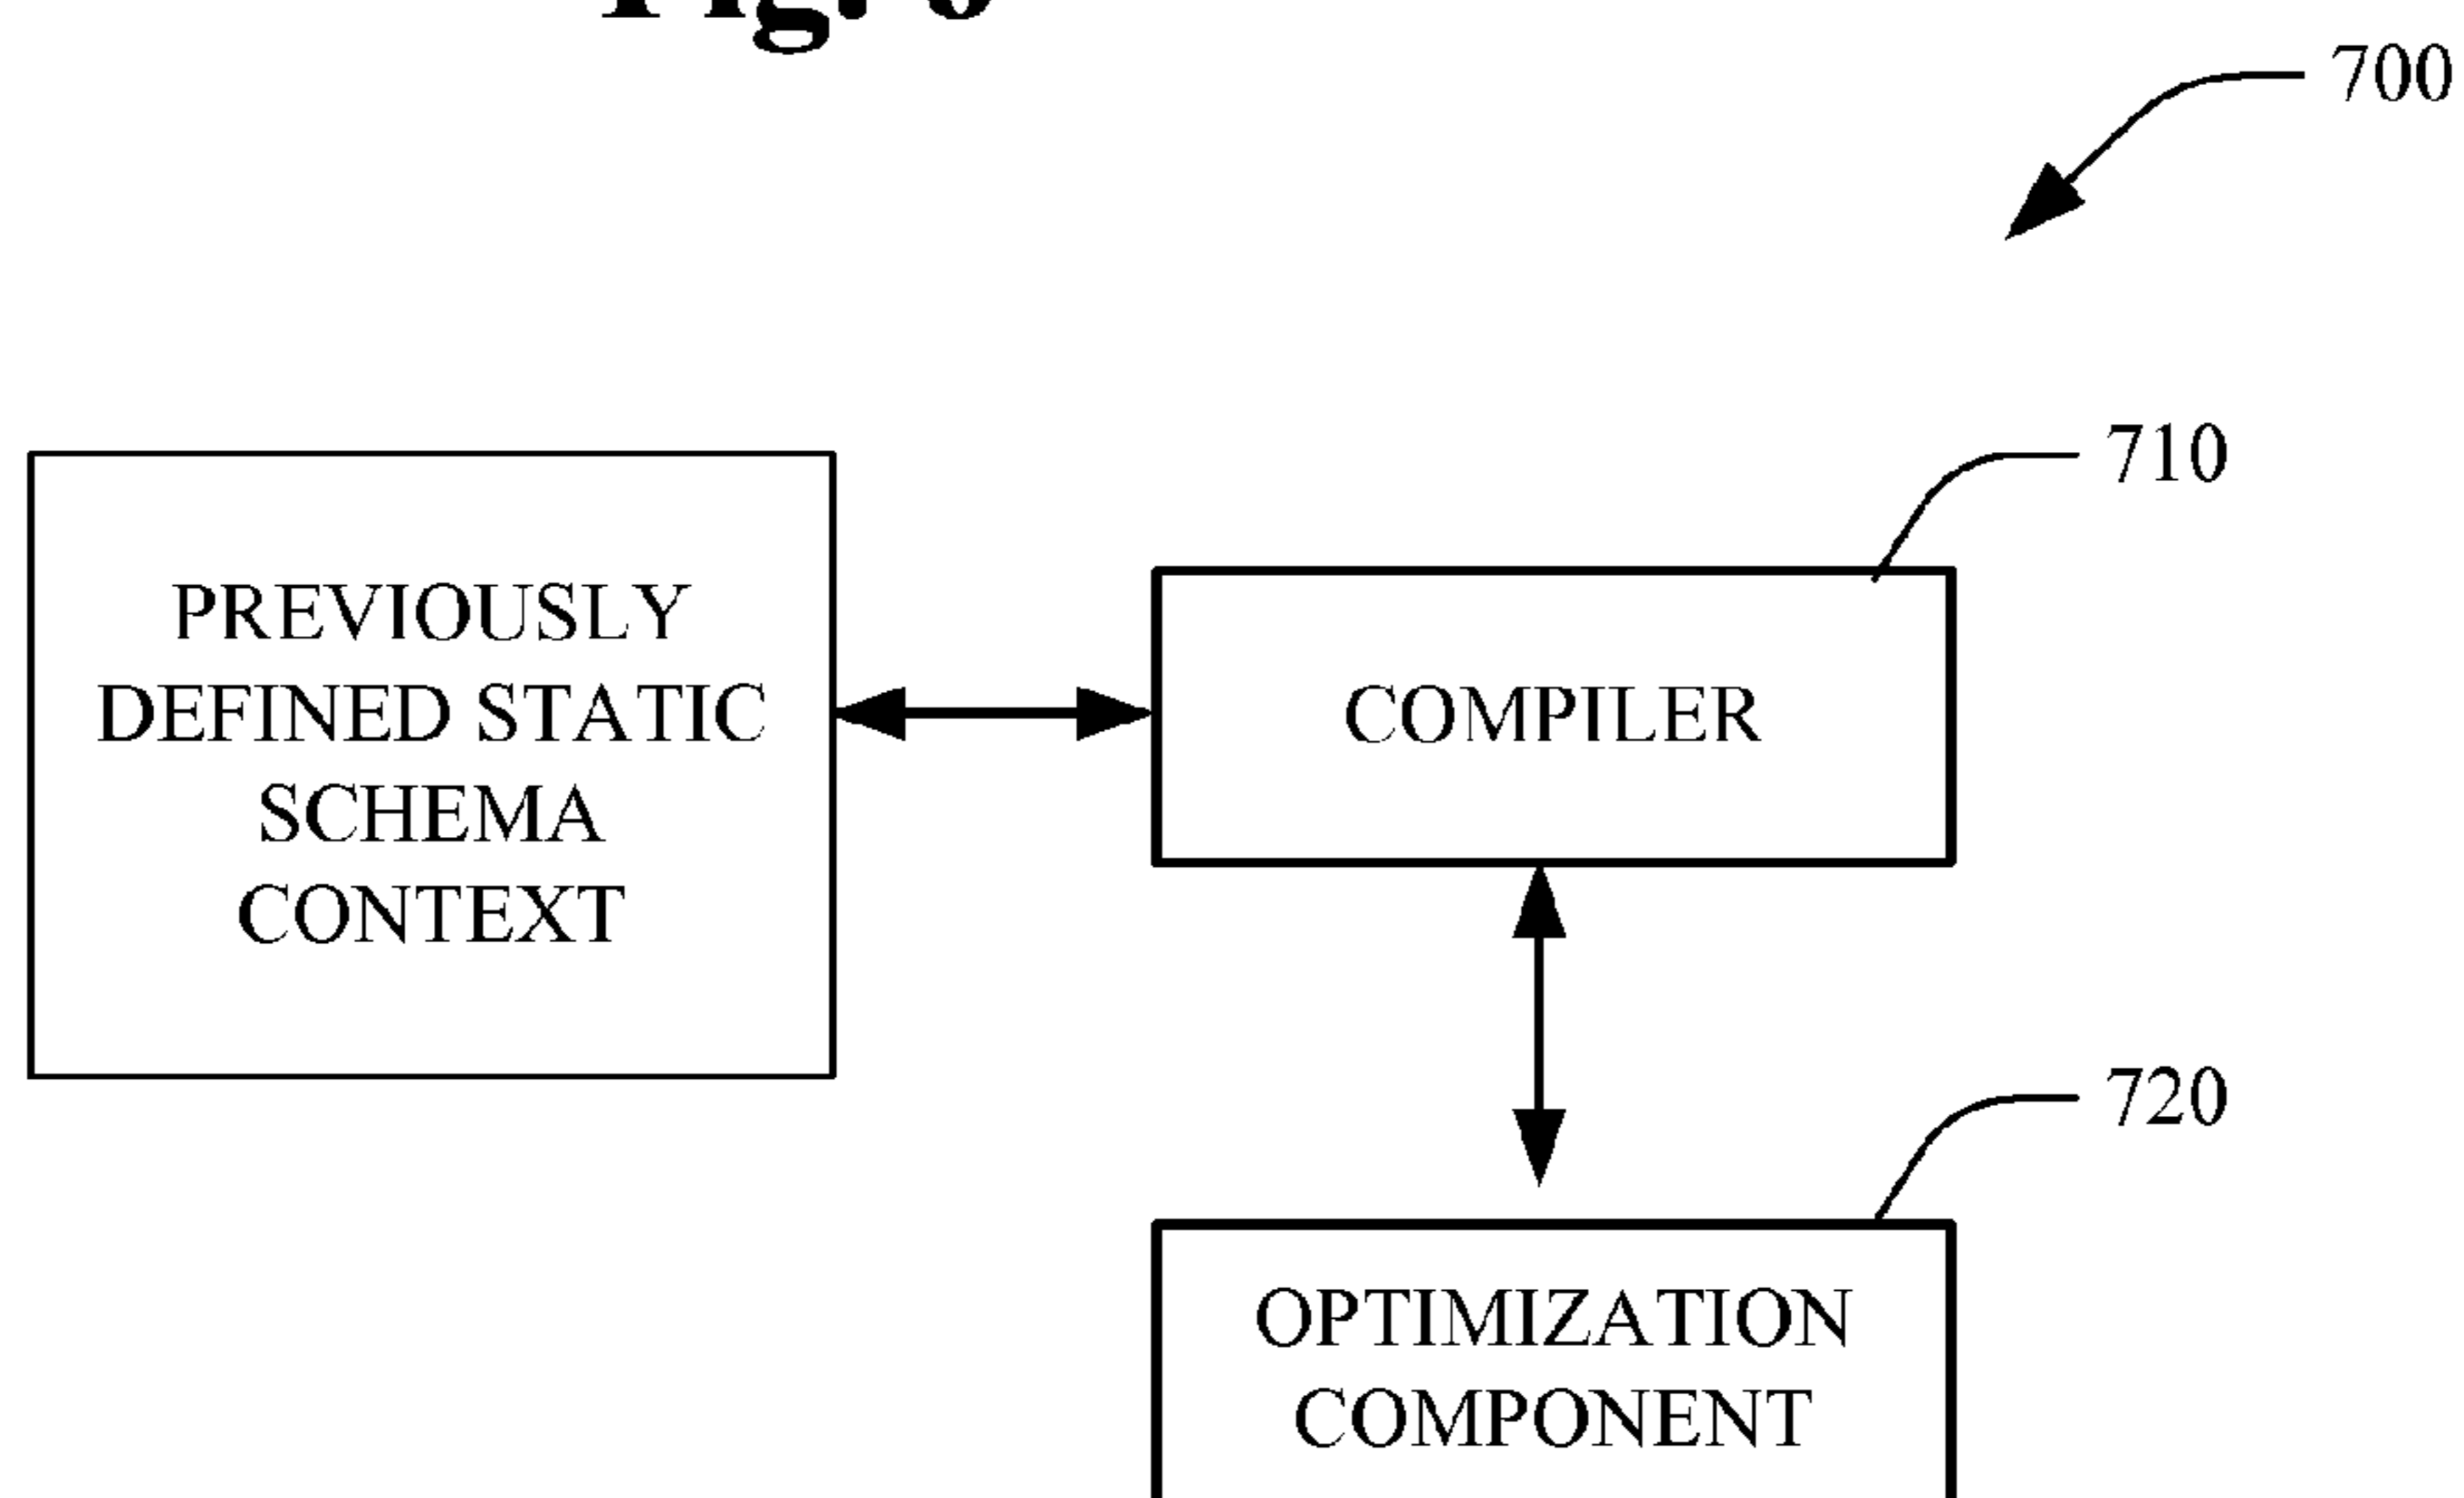 700
710
PREVIOUSLY
DEFINED STATIC
SCHEMA
CONTEXT
COMPILER
720
OPTIMIZATION
COMPONENT